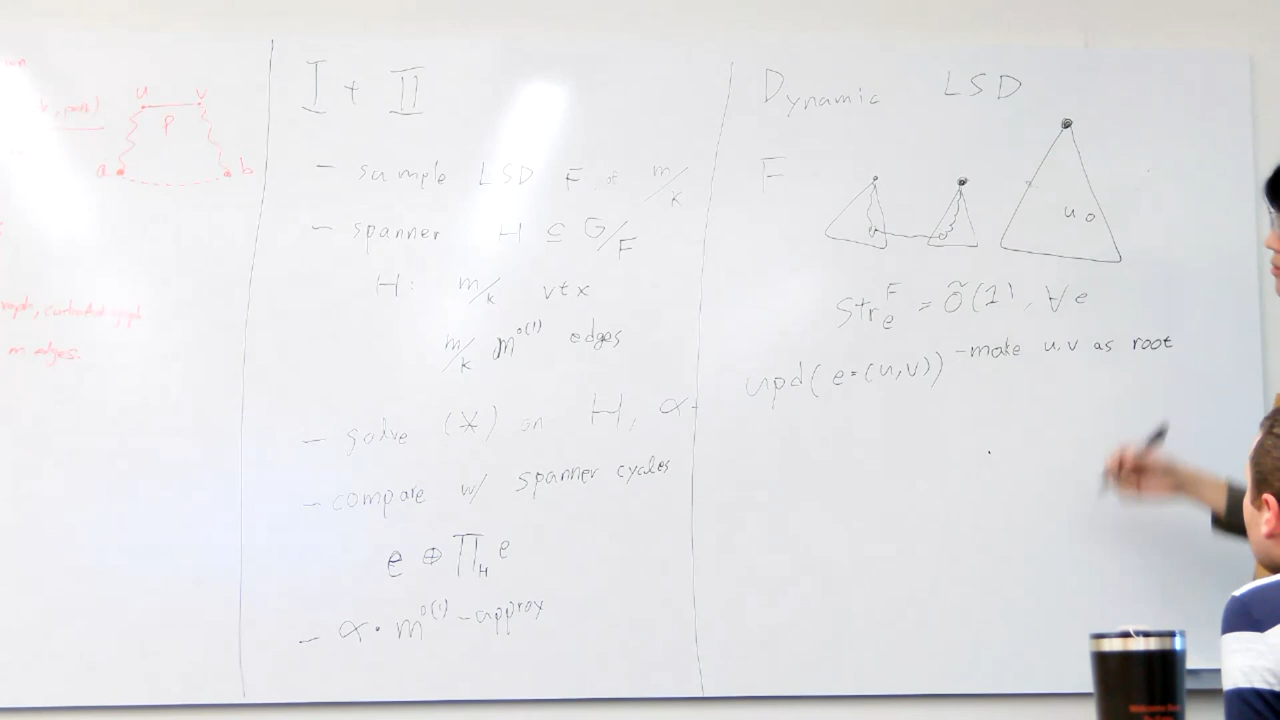 u v
P
a b
m edges.
I + II
- sample LSD F, of m/k
- spanner H ⊆ G/F
H: m/k vtx
m/k m^{o(1)} edges
- solve (*) on H, α-
- compare w/ spanner cycles
e ⊕ Π_H e
- α · m^{o(1)} - approx
Dynamic LSD
F
u
Str_e^F = Õ(1), ∀e
upd(e=(u,v)) - make u,v as root